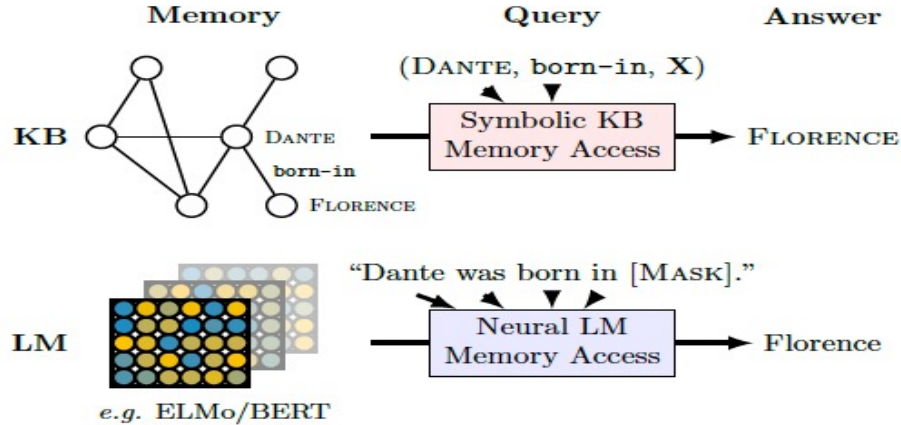 Memory Query Answer
(DANTE, born-in, X)
KB DANTE Symbolic KB FLORENCE
Memory Access
born-in
FLORENCE
“Dante was born in [MASK].”
LM Neural LM Florence
Memory Access
e.g. ELMO/BERT